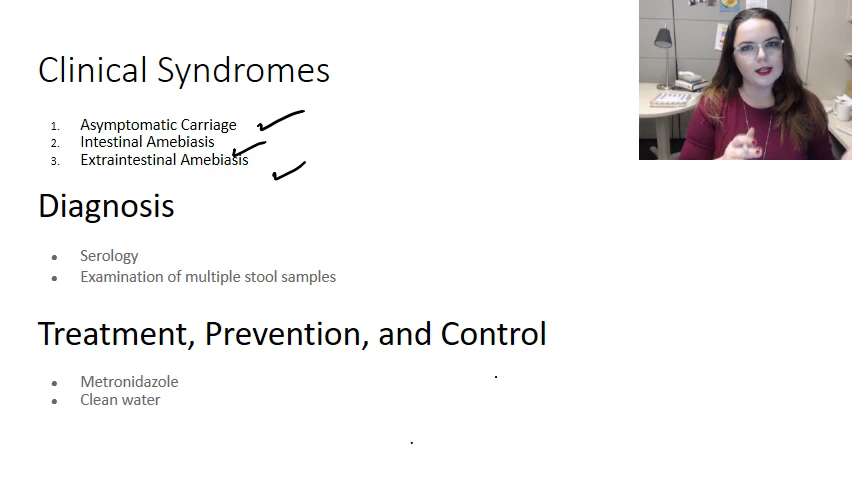 Clinical Syndromes
1. Asymptomatic Carriage
2. Intestinal Amebiasis
3. Extraintestinal Amebiasis
Diagnosis
• Serology
• Examination of multiple stool samples
Treatment, Prevention, and Control
• Metronidazole
• Clean water